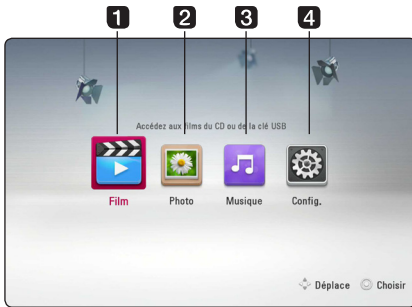 1 2 3 4
Accédez aux films du CD ou de la clé USB
Film Photo Musique Config.
Déplace Choisir